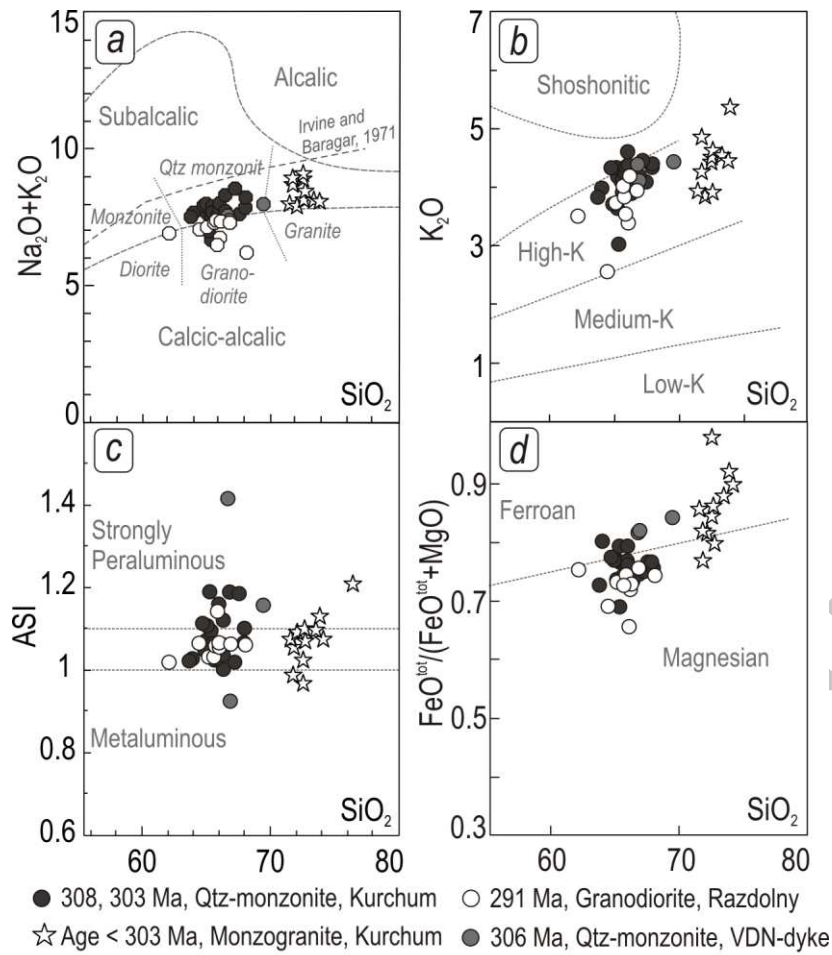 a
15
10
5
0
Na₂O+K₂O
Alcalic
Subalcalic
Irvine and
Baragar, 1971
Qtz monzonit
Monzonite
Granite
Diorite
Grano-
diorite
Calcic-alcalic
SiO₂
b
7
5
3
1
K₂O
Shoshonitic
High-K
Medium-K
Low-K
SiO₂
c
1.4
1.2
1
0.8
0.6
ASI
Strongly
Peraluminous
Metaluminous
SiO₂
60 70 80
d
0.9
0.7
0.5
0.3
FeOᵗᵒᵗ/(FeOᵗᵒᵗ+MgO)
Ferroan
Magnesian
SiO₂
60 70 80
308, 303 Ma, Qtz-monzonite, Kurchum
291 Ma, Granodiorite, Razdolny
Age < 303 Ma, Monzogranite, Kurchum
306 Ma, Qtz-monzonite, VDN-dyke